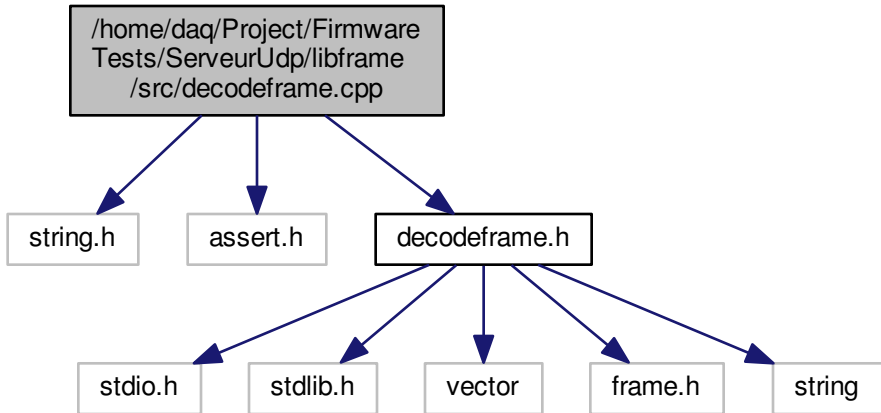 /home/daq/Project/Firmware
Tests/ServeurUdp/libframe
/src/decodeframe.cpp
string.h
assert.h
decodeframe.h
stdio.h
stdlib.h
vector
frame.h
string